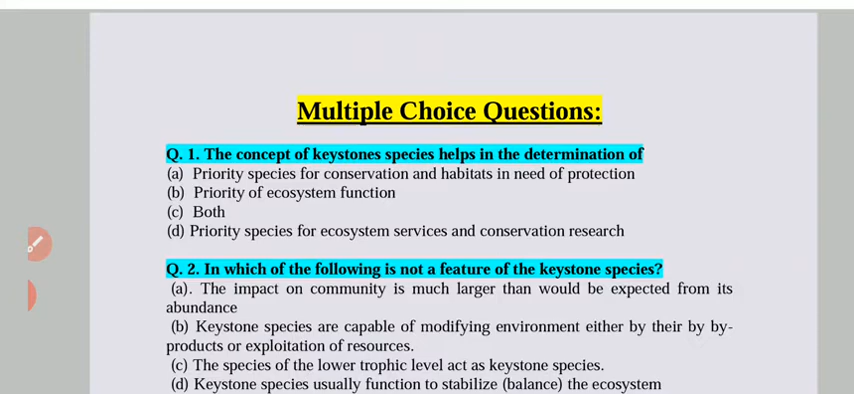 Multiple Choice Questions:
Q. 1. The concept of keystones species helps in the determination of
(a) Priority species for conservation and habitats in need of protection
(b) Priority of ecosystem function
(c) Both
(d) Priority species for ecosystem services and conservation research
Q. 2. In which of the following is not a feature of the keystone species?
(a). The impact on community is much larger than would be expected from its
abundance
(b) Keystone species are capable of modifying environment either by their by by-
products or exploitation of resources.
(c) The species of the lower trophic level act as keystone species.
(d) Keystone species usually function to stabilize (balance) the ecosystem